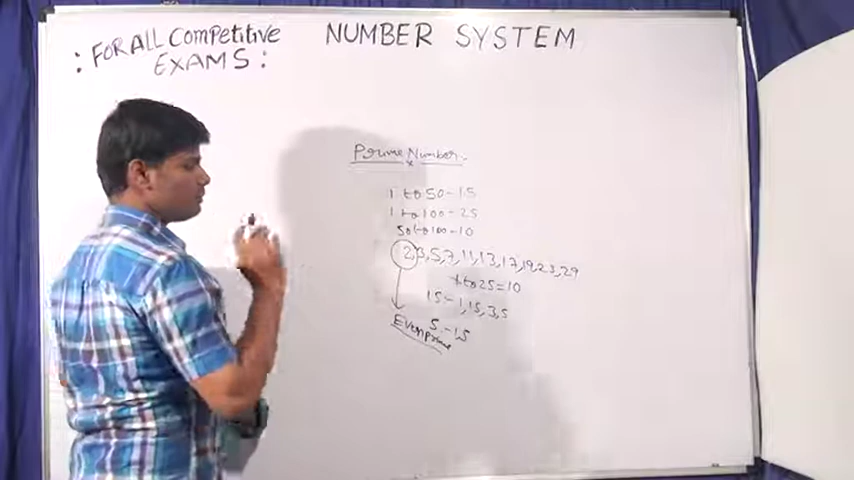 : FOR ALL Competitive
EXAMS :
NUMBER SYSTEM
Prime Number.
1 to 50 - 15
1 to 100 - 25
50 to 100 - 10
2,3,5,7,11,13,17,19,23,29
1 to 25 = 10
15 - 1,15,3,5
5 - 1,5
Even prime